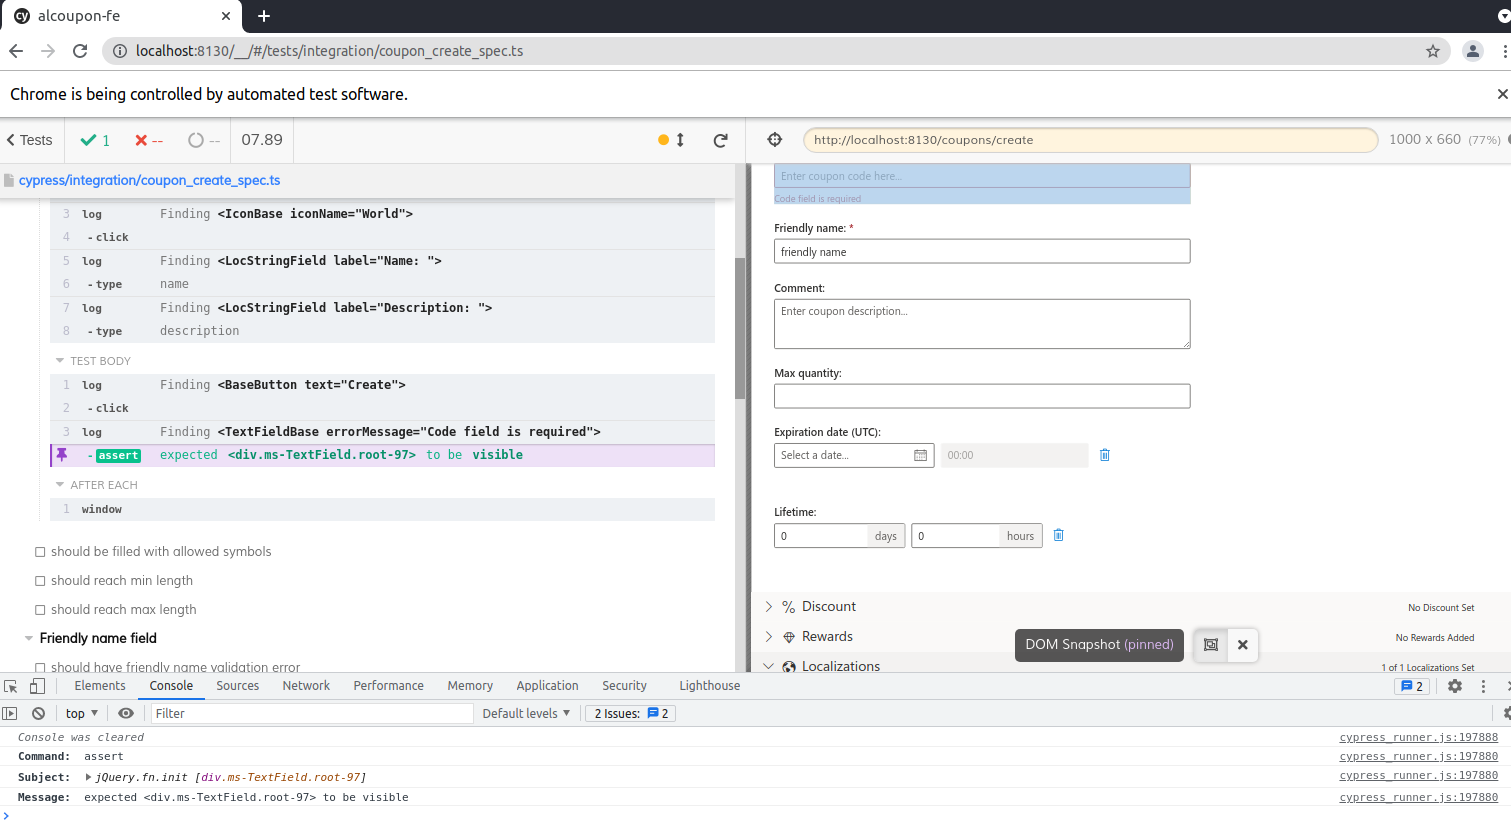 cy alcoupon-fe
localhost:8130/__/#/tests/integration/coupon_create_spec.ts
Chrome is being controlled by automated test software.
Tests 1 -- -- 07.89
http://localhost:8130/coupons/create 1000 x 660 (77%)
cypress/integration/coupon_create_spec.ts
3 log Finding <IconBase iconName="World">
4 -click
5 log Finding <LocStringField label="Name: ">
6 -type name
7 log Finding <LocStringField label="Description: ">
8 -type description
TEST BODY
1 log Finding <BaseButton text="Create">
2 -click
3 log Finding <TextFieldBase errorMessage="Code field is required">
-assert expected <div.ms-TextField.root-97> to be visible
AFTER EACH
1 window
should be filled with allowed symbols
should reach min length
should reach max length
Friendly name field
should have friendly name validation error
Enter coupon code here...
Code field is required
Friendly name: *
friendly name
Comment:
Enter coupon description...
Max quantity:
Expiration date (UTC):
Select a date... 00:00
Lifetime:
0 days 0 hours
Discount No Discount Set
Rewards No Rewards Added
Localizations 1 of 1 Localizations Set
DOM Snapshot (pinned)
Elements Console Sources Network Performance Memory Application Security Lighthouse 2
top Filter Default levels 2 Issues: 2
Console was cleared cypress_runner.js:197888
Command: assert cypress_runner.js:197880
Subject: jQuery.fn.init [div.ms-TextField.root-97] cypress_runner.js:197880
Message: expected <div.ms-TextField.root-97> to be visible cypress_runner.js:197880